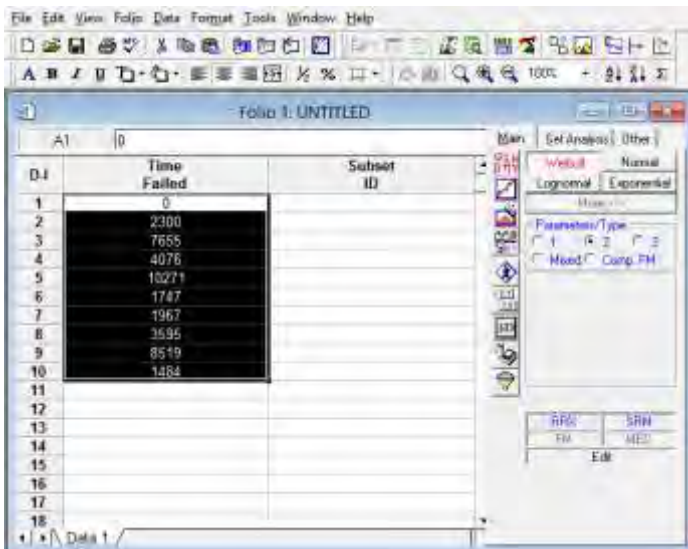 File Edit View Folio Data Format Tools Window Help
A B I U 100%
Folio 1: UNTITLED
A1 0
Main Set Analysis Other
Time Failed Subset ID
Weibull Normal
Lognormal Exponential
Parameters/Type
1 2 3
Mixed Comp. FM
1 0
2 2300
3 7655
4 4076
5 10271
6 1747
7 1967
8 3595
9 8519
10 1484
11
12
13
14
15
16
17
18
RRX SRM
FM MED
Edit
Data 1